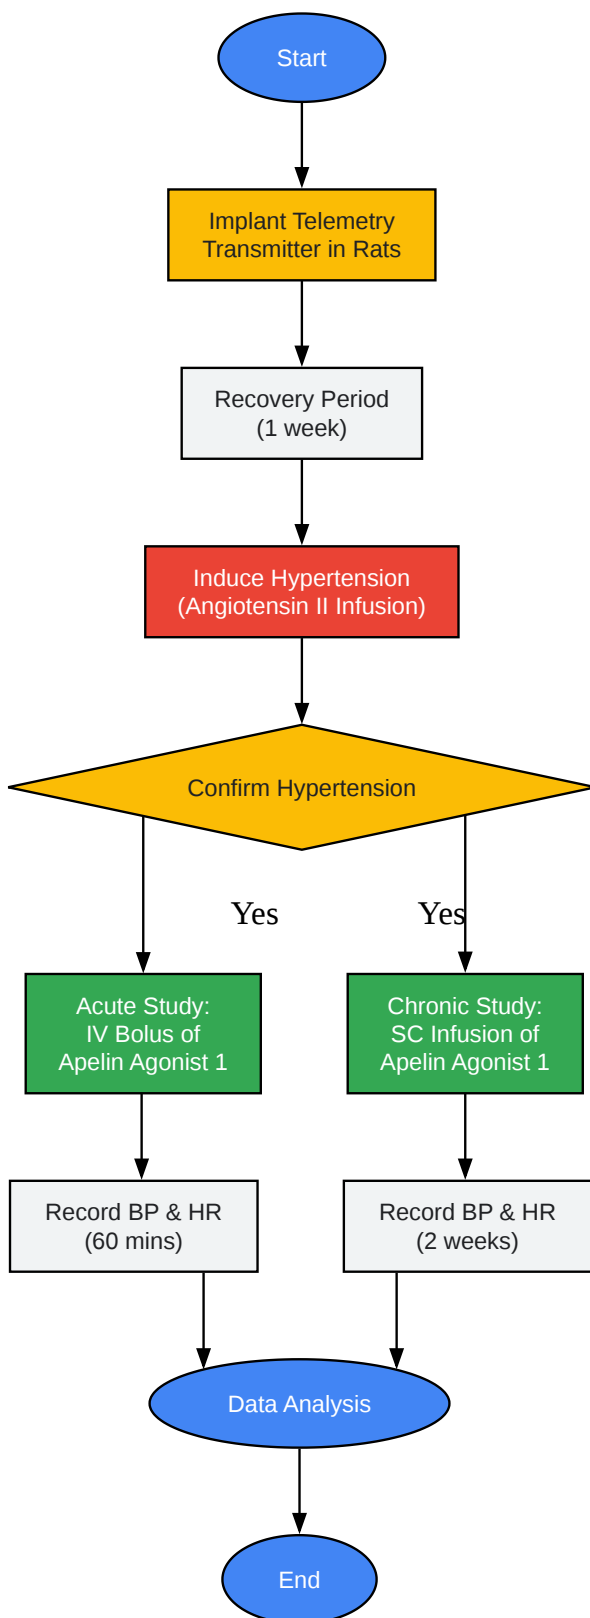 Start
Implant Telemetry
Transmitter in Rats
Recovery Period
(1 week)
Induce Hypertension
(Angiotensin II Infusion)
Confirm Hypertension
Yes
Yes
Acute Study:
IV Bolus of
Apelin Agonist 1
Chronic Study:
SC Infusion of
Apelin Agonist 1
Record BP & HR
(60 mins)
Record BP & HR
(2 weeks)
Data Analysis
End